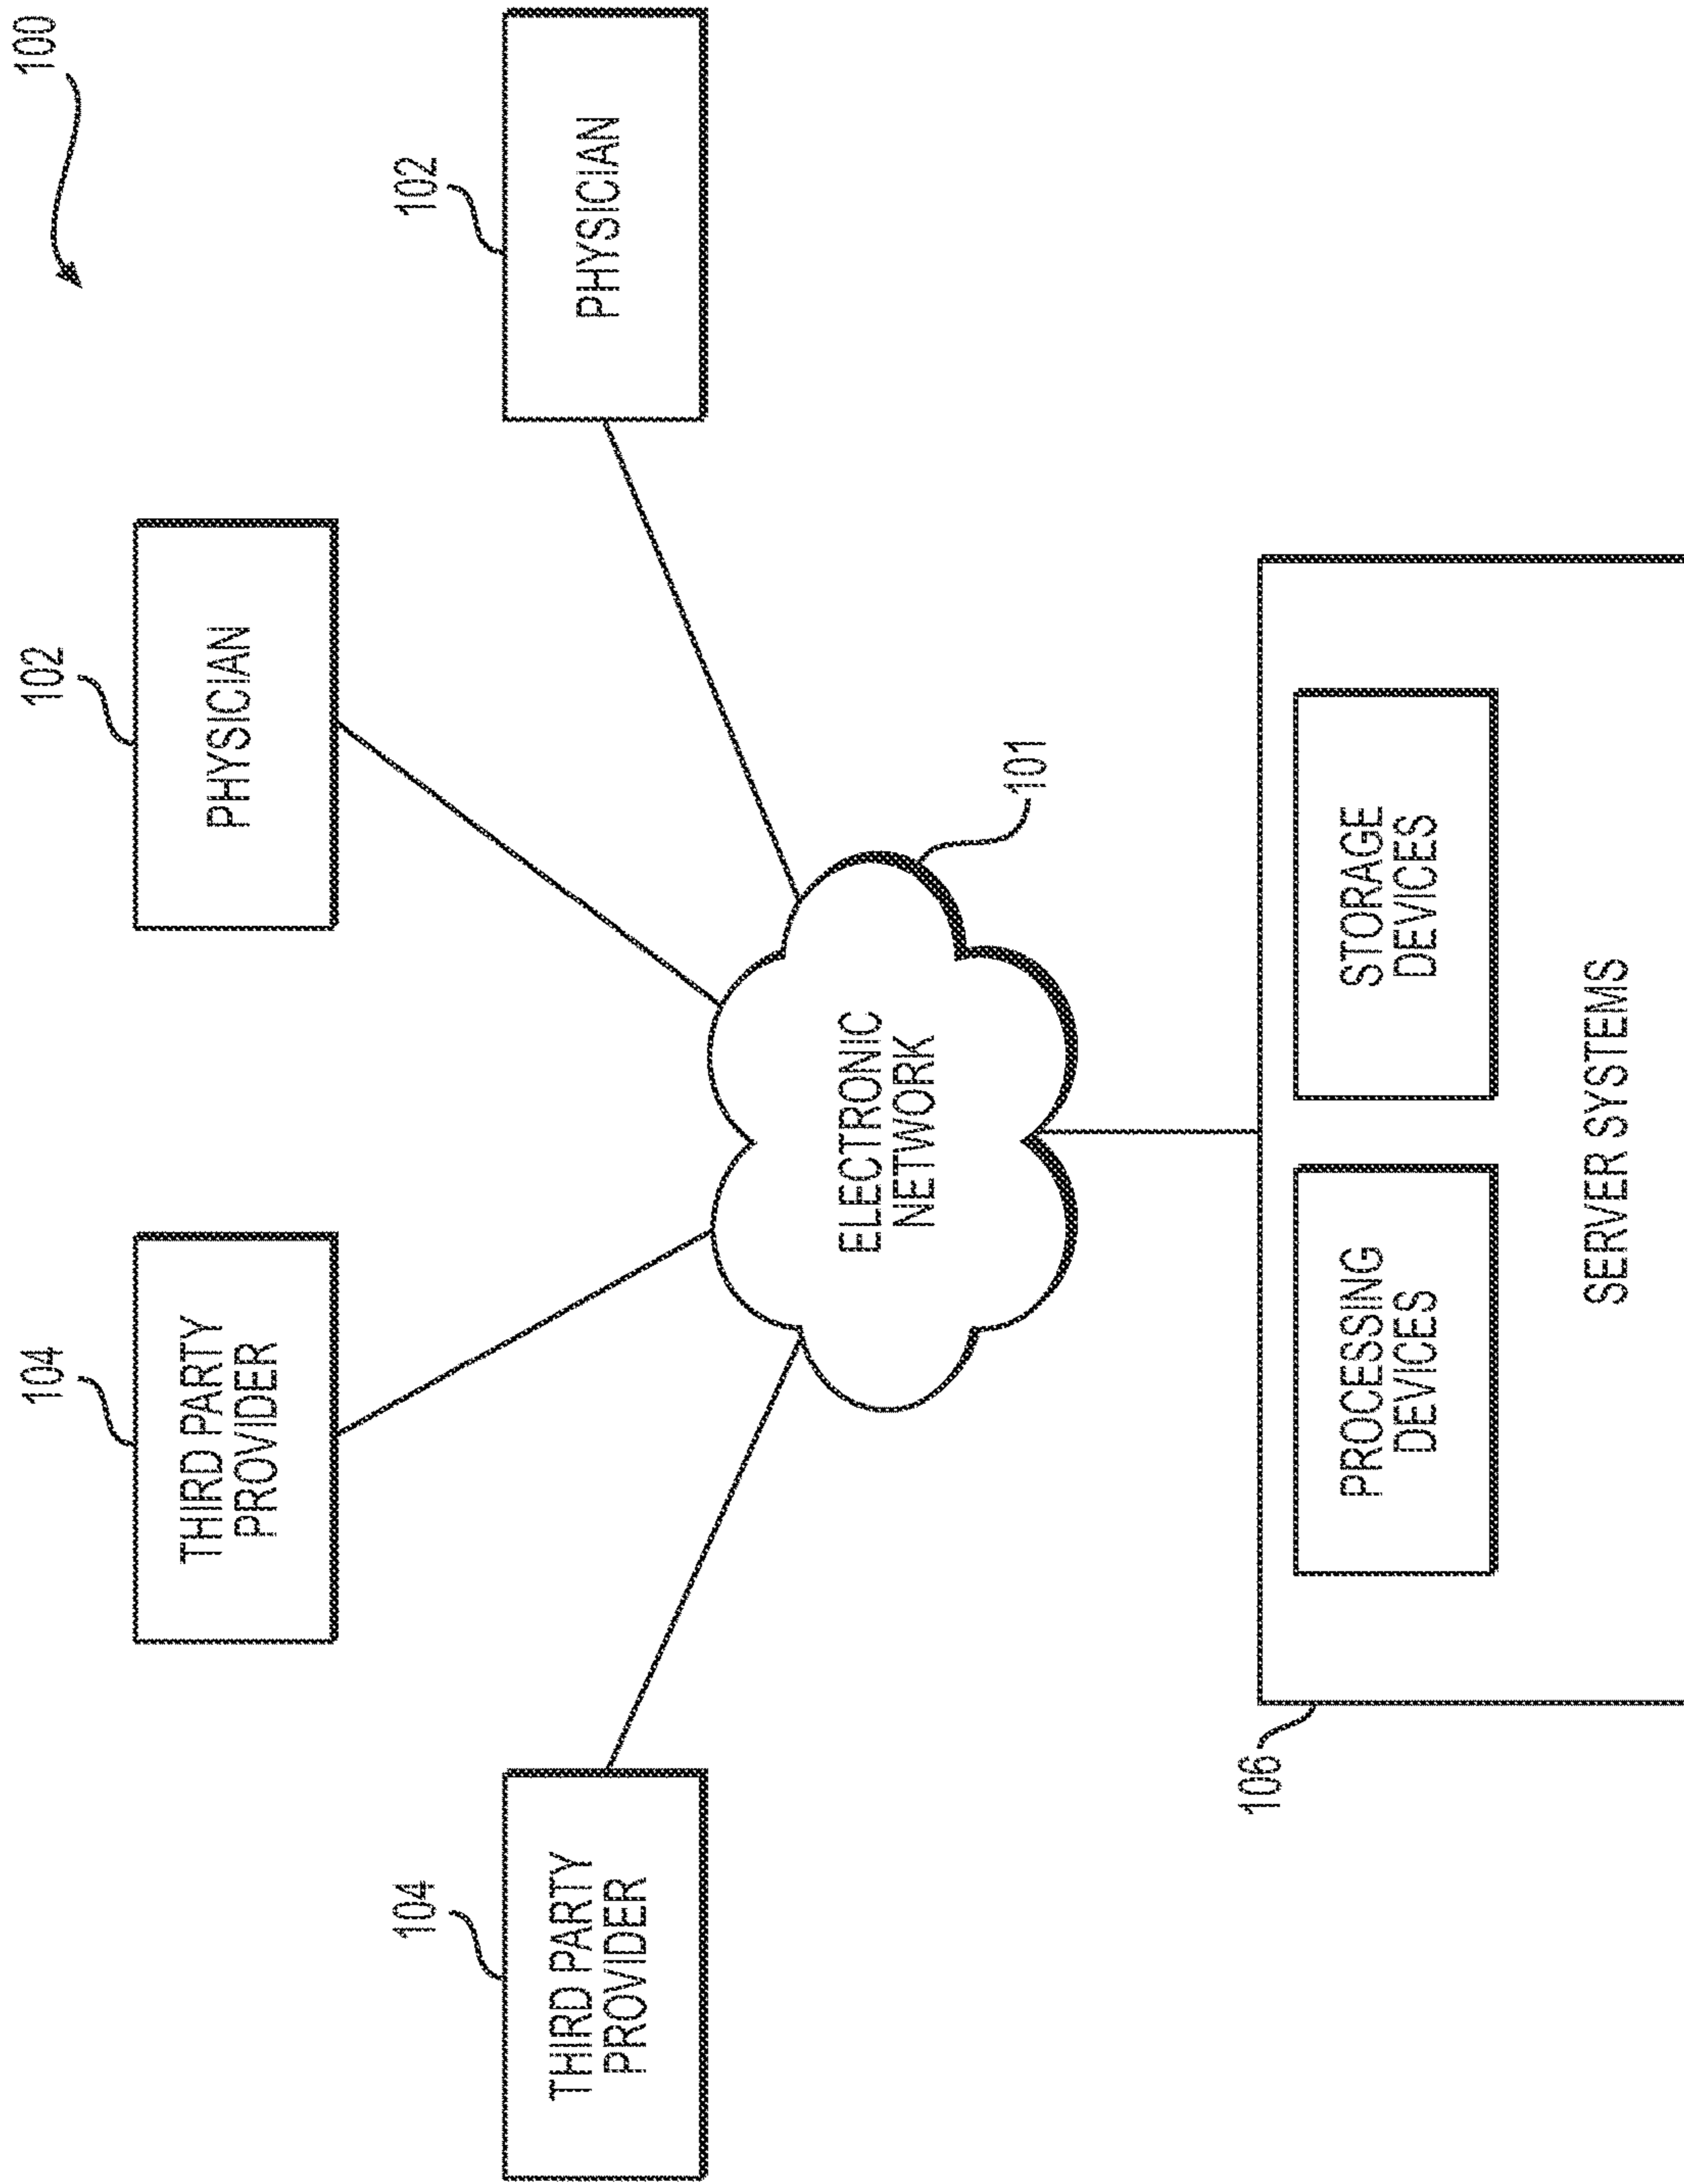 100
102
PHYSICIAN
102
PHYSICIAN
104
THIRD PARTY
PROVIDER
104
THIRD PARTY
PROVIDER
ELECTRONIC
NETWORK
101
106
PROCESSING
DEVICES
STORAGE
DEVICES
SERVER SYSTEMS